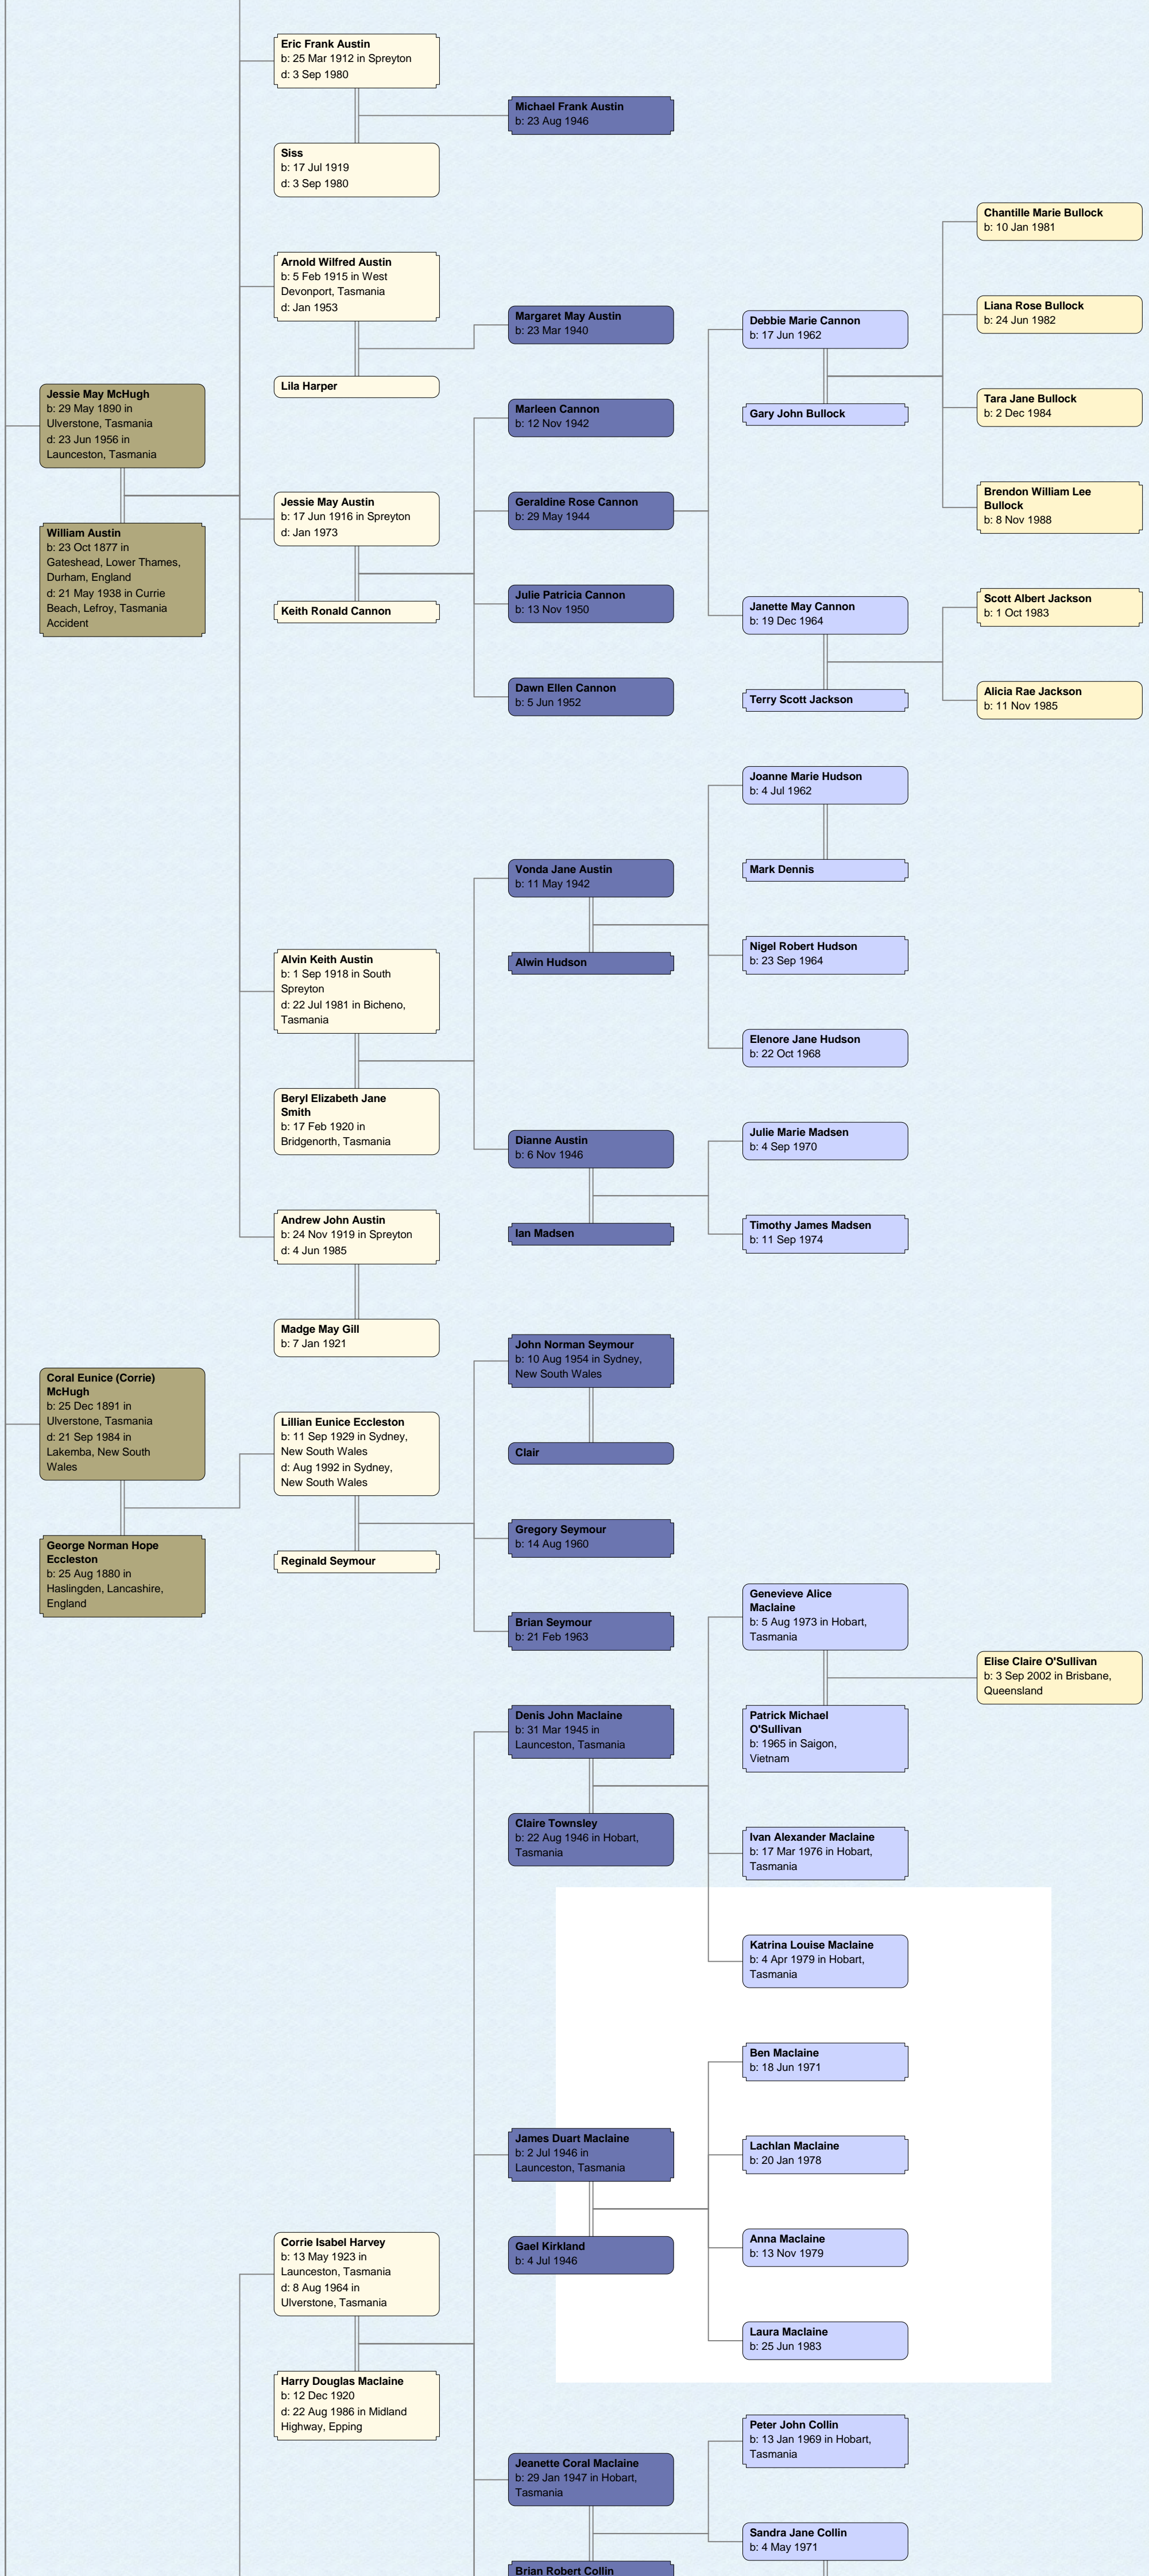 Eric Frank Austin
b: 25 Mar 1912 in Spreyton
d: 3 Sep 1980
Michael Frank Austin
b: 23 Aug 1946
Siss
b: 17 Jul 1919
d: 3 Sep 1980
Chantille Marie Bullock
b: 10 Jan 1981
Arnold Wilfred Austin
b: 5 Feb 1915 in West
Devonport, Tasmania
d: Jan 1953
Margaret May Austin
b: 23 Mar 1940
Debbie Marie Cannon
b: 17 Jun 1962
Liana Rose Bullock
b: 24 Jun 1982
Lila Harper
Jessie May McHugh
b: 29 May 1890 in
Ulverstone, Tasmania
d: 23 Jun 1956 in
Launceston, Tasmania
Marleen Cannon
b: 12 Nov 1942
Gary John Bullock
Tara Jane Bullock
b: 2 Dec 1984
Jessie May Austin
b: 17 Jun 1916 in Spreyton
d: Jan 1973
Geraldine Rose Cannon
b: 29 May 1944
Brendon William Lee
Bullock
b: 8 Nov 1988
William Austin
b: 23 Oct 1877 in
Gateshead, Lower Thames,
Durham, England
d: 21 May 1938 in Currie
Beach, Lefroy, Tasmania
Accident
Keith Ronald Cannon
Julie Patricia Cannon
b: 13 Nov 1950
Janette May Cannon
b: 19 Dec 1964
Scott Albert Jackson
b: 1 Oct 1983
Dawn Ellen Cannon
b: 5 Jun 1952
Terry Scott Jackson
Alicia Rae Jackson
b: 11 Nov 1985
Joanne Marie Hudson
b: 4 Jul 1962
Vonda Jane Austin
b: 11 May 1942
Mark Dennis
Alvin Keith Austin
b: 1 Sep 1918 in South
Spreyton
d: 22 Jul 1981 in Bicheno,
Tasmania
Alwin Hudson
Nigel Robert Hudson
b: 23 Sep 1964
Elenore Jane Hudson
b: 22 Oct 1968
Beryl Elizabeth Jane
Smith
b: 17 Feb 1920 in
Bridgenorth, Tasmania
Dianne Austin
b: 6 Nov 1946
Julie Marie Madsen
b: 4 Sep 1970
Andrew John Austin
b: 24 Nov 1919 in Spreyton
d: 4 Jun 1985
Ian Madsen
Timothy James Madsen
b: 11 Sep 1974
Madge May Gill
b: 7 Jan 1921
John Norman Seymour
b: 10 Aug 1954 in Sydney,
New South Wales
Coral Eunice (Corrie)
McHugh
b: 25 Dec 1891 in
Ulverstone, Tasmania
d: 21 Sep 1984 in
Lakemba, New South
Wales
Lillian Eunice Eccleston
b: 11 Sep 1929 in Sydney,
New South Wales
d: Aug 1992 in Sydney,
New South Wales
Clair
George Norman Hope
Eccleston
b: 25 Aug 1880 in
Haslingden, Lancashire,
England
Reginald Seymour
Gregory Seymour
b: 14 Aug 1960
Brian Seymour
b: 21 Feb 1963
Genevieve Alice
Maclaine
b: 5 Aug 1973 in Hobart,
Tasmania
Elise Claire O'Sullivan
b: 3 Sep 2002 in Brisbane,
Queensland
Denis John Maclaine
b: 31 Mar 1945 in
Launceston, Tasmania
Patrick Michael
O'Sullivan
b: 1965 in Saigon,
Vietnam
Claire Townsley
b: 22 Aug 1946 in Hobart,
Tasmania
Ivan Alexander Maclaine
b: 17 Mar 1976 in Hobart,
Tasmania
Katrina Louise Maclaine
b: 4 Apr 1979 in Hobart,
Tasmania
Ben Maclaine
b: 18 Jun 1971
James Duart Maclaine
b: 2 Jul 1946 in
Launceston, Tasmania
Lachlan Maclaine
b: 20 Jan 1978
Corrie Isabel Harvey
b: 13 May 1923 in
Launceston, Tasmania
d: 8 Aug 1964 in
Ulverstone, Tasmania
Gael Kirkland
b: 4 Jul 1946
Anna Maclaine
b: 13 Nov 1979
Laura Maclaine
b: 25 Jun 1983
Harry Douglas Maclaine
b: 12 Dec 1920
d: 22 Aug 1986 in Midland
Highway, Epping
Peter John Collin
b: 13 Jan 1969 in Hobart,
Tasmania
Jeanette Coral Maclaine
b: 29 Jan 1947 in Hobart,
Tasmania
Sandra Jane Collin
b: 4 May 1971
Brian Robert Collin